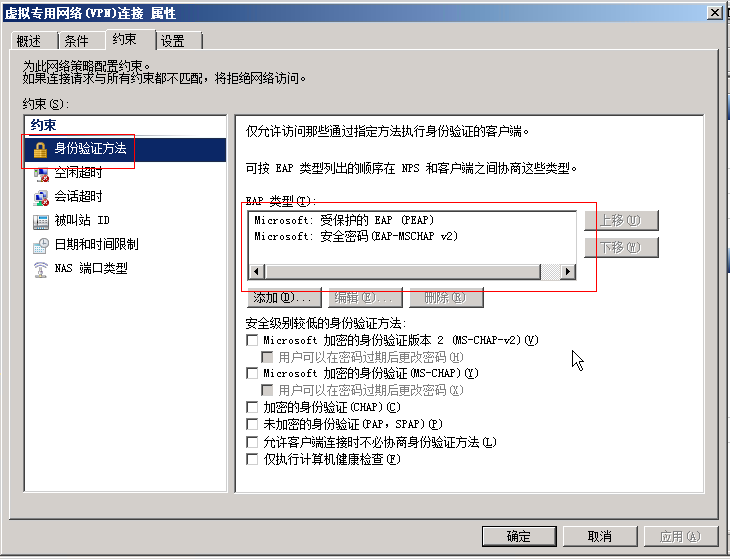 虚拟专用网络(VPN)连接 属性
概述 条件 约束 设置
为此网络策略配置约束。
如果连接请求与所有约束都不匹配，将拒绝网络访问。
约束(S):
约束
身份验证方法
空闲超时
会话超时
被叫站 ID
日期和时间限制
NAS 端口类型
仅允许访问那些通过指定方法执行身份验证的客户端。
可按 EAP 类型列出的顺序在 NPS 和客户端之间协商这些类型。
EAP 类型(T):
Microsoft: 受保护的 EAP (PEAP)
Microsoft: 安全密码(EAP-MSCHAP v2)
上移(U)
下移(W)
添加(D)... 编辑(E)... 删除(R)
安全级别较低的身份验证方法:
Microsoft 加密的身份验证版本 2 (MS-CHAP-v2)(V)
用户可以在密码过期后更改密码(H)
Microsoft 加密的身份验证(MS-CHAP)(Y)
用户可以在密码过期后更改密码(X)
加密的身份验证(CHAP)(C)
未加密的身份验证(PAP，SPAP)(P)
允许客户端连接时不必协商身份验证方法(L)
仅执行计算机健康检查(F)
确定 取消 应用(A)